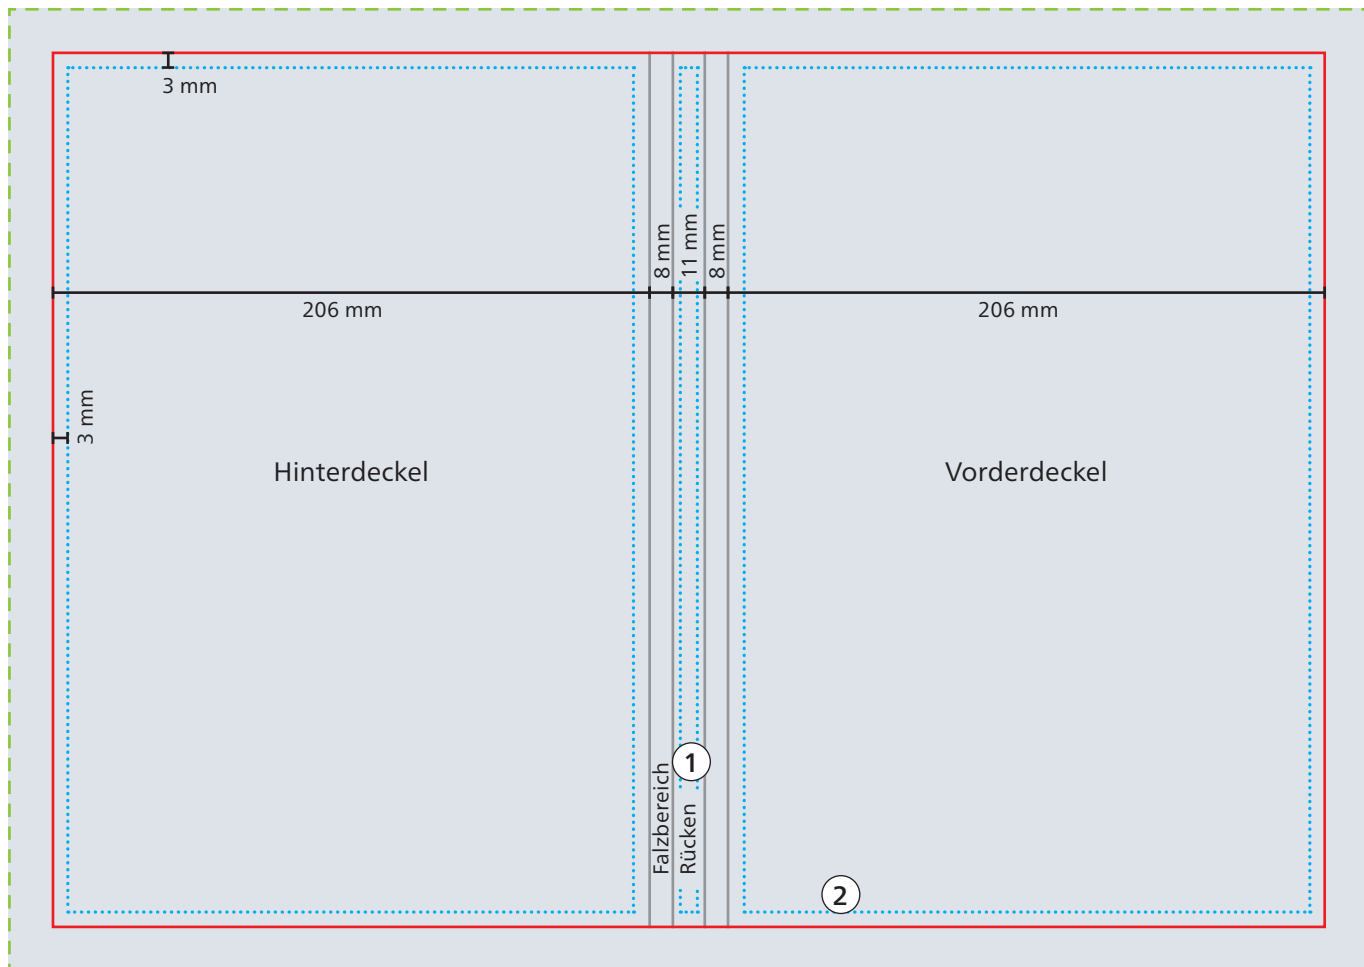 3 mm
8 mm
11 mm
8 mm
206 mm
206 mm
3 mm
Hinterdeckel
Vorderdeckel
1
Falzbereich
Rücken
2